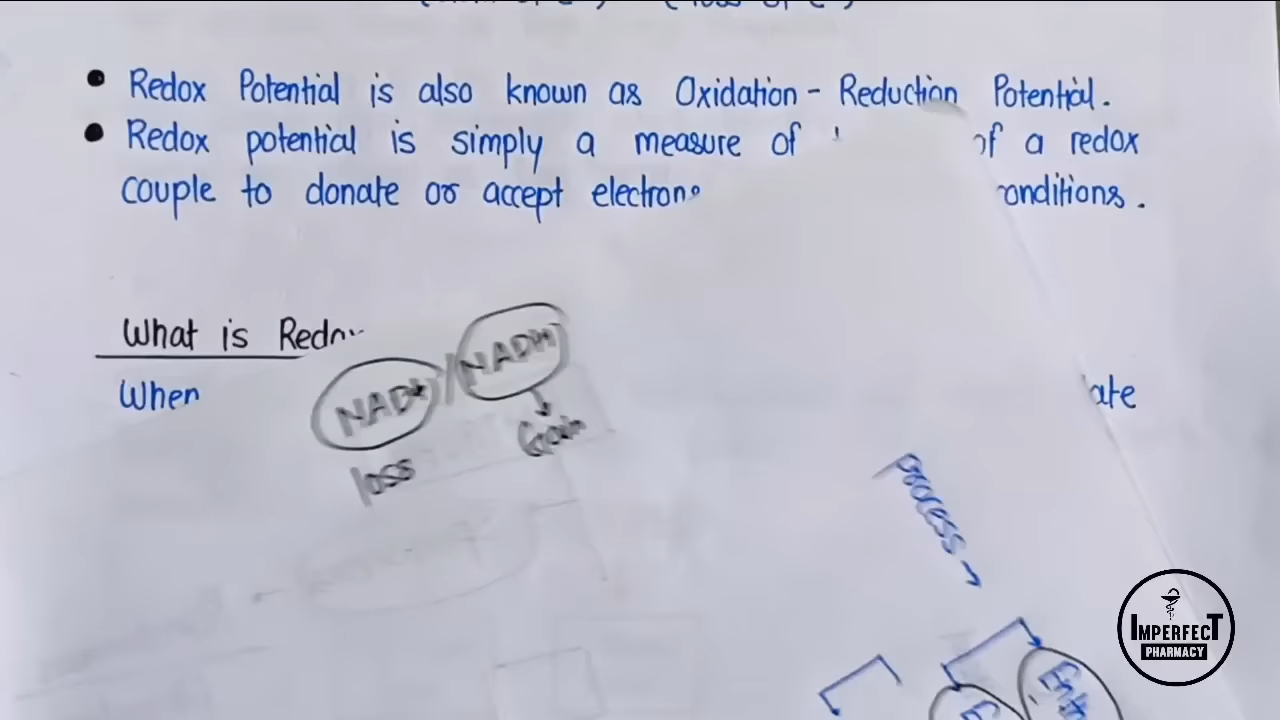 • Redox Potential is also known as Oxidation - Reduction Potential.
• Redox potential is simply a measure of of a redox
couple to donate or accept electrons onditions.
What is Redox
When ate
NAD+/NADH
loss Gain
process →
IMPERFECT
PHARMACY